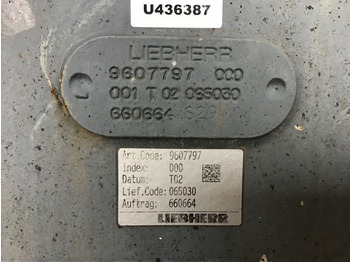 U436387
LIEBHERR
9607797 000
001 T 02 065030
660664
Art.Code: 9607797
Index: 000
Datum: T02
Lief.Code: 065030
Auftrag: 660664
LIEBHERR